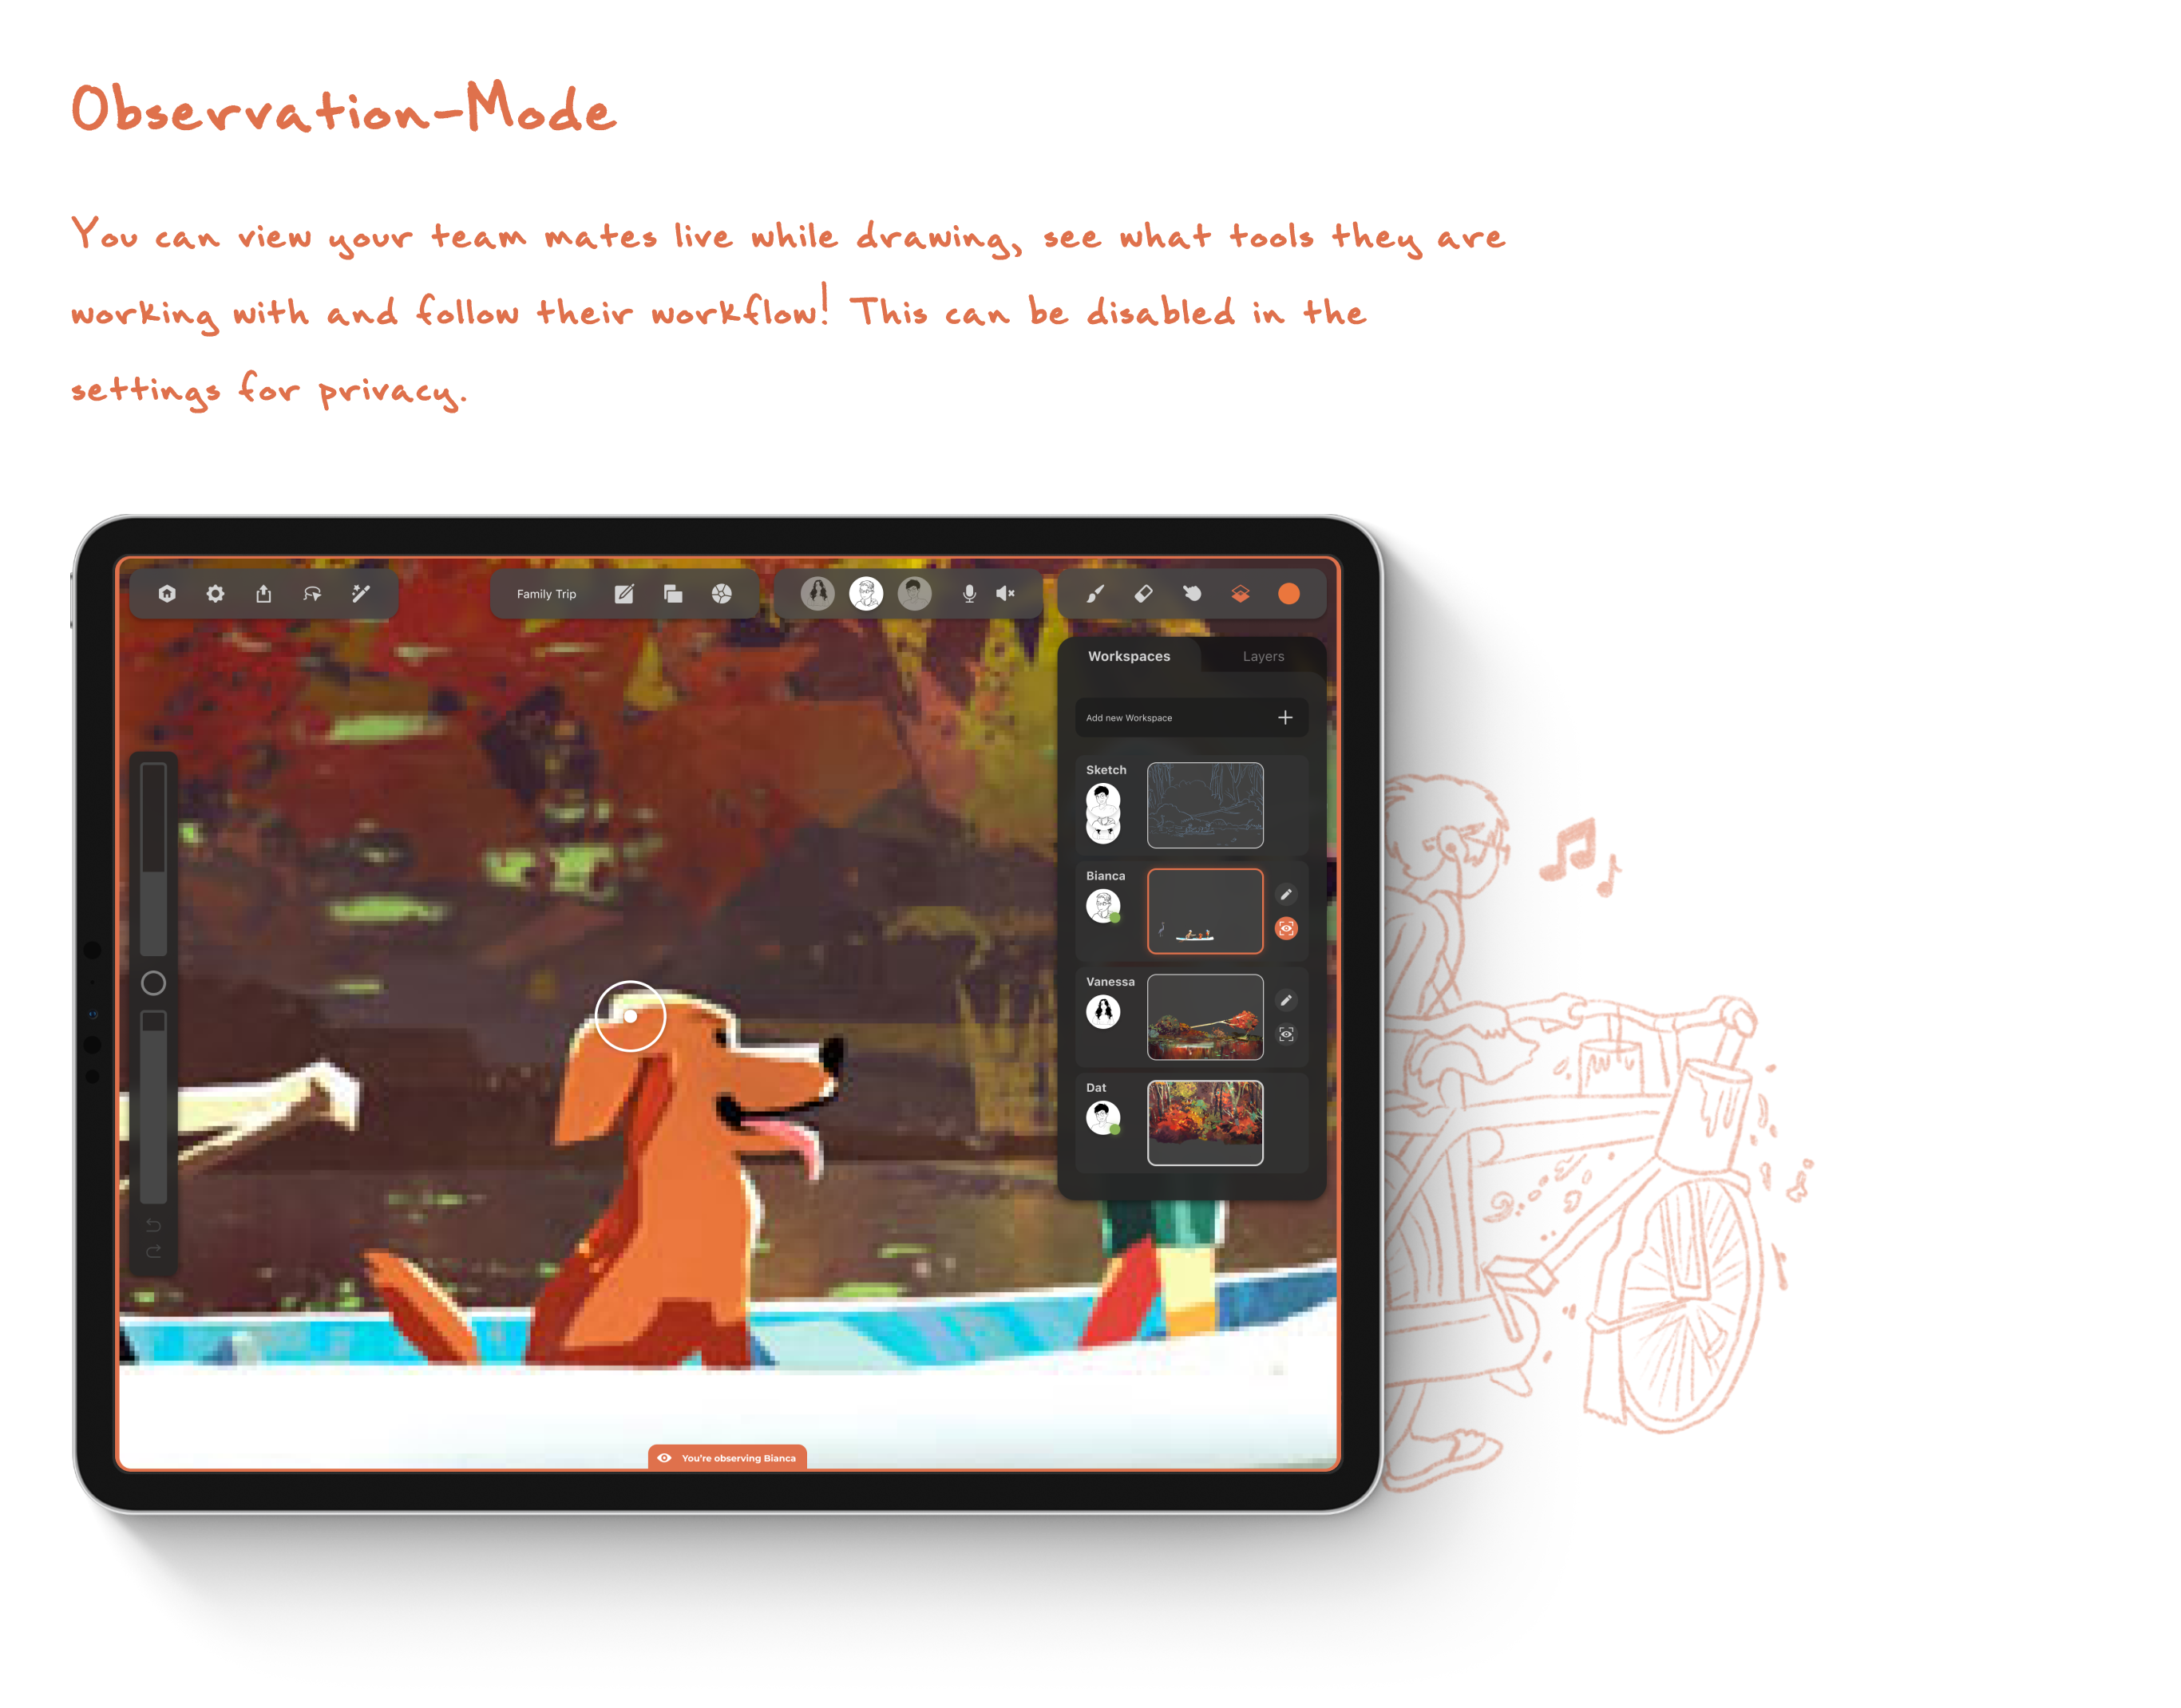 Observation-Mode
You can view your team mates live while drawing, see what tools they are
working with and follow their workflow! This can be disabled in the
settings for privacy.
Family Trip
Workspaces
Layers
Add new Workspace
Sketch
Bianca
Vanessa
Dat
You're observing Bianca